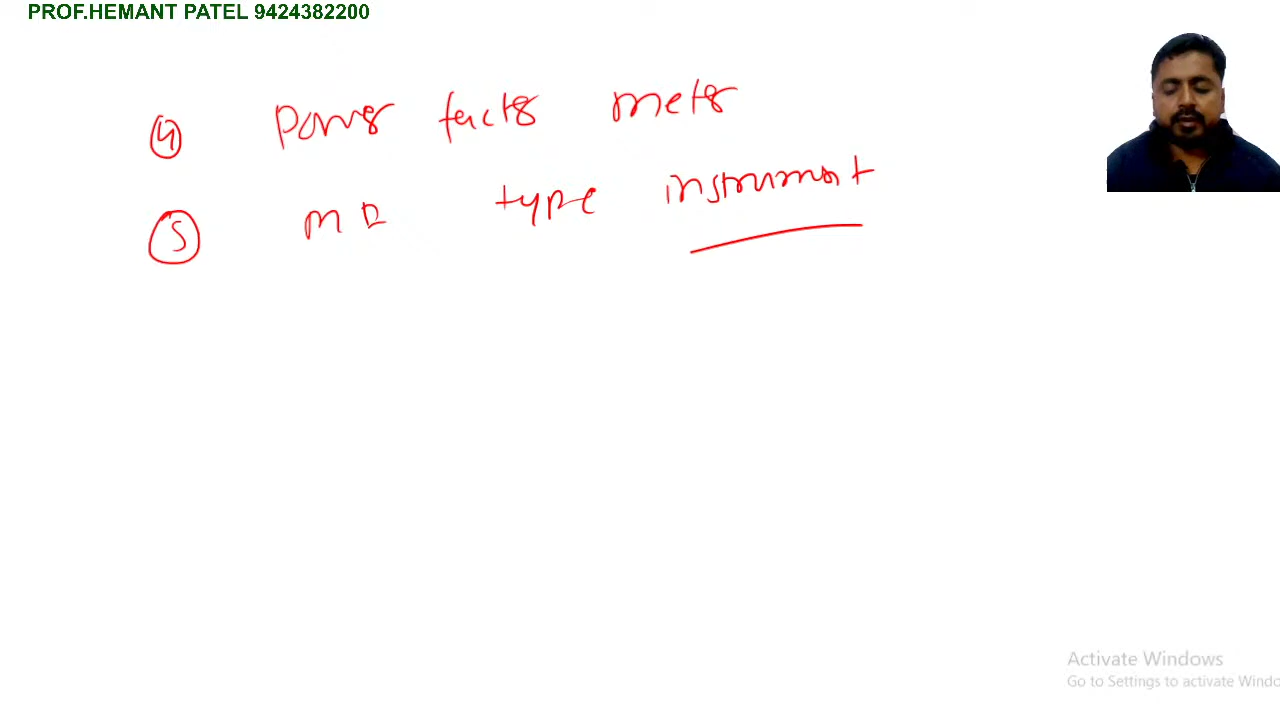 PROF.HEMANT PATEL 9424382200
④ Power factor meter
⑤ type instrument
Activate Windows
Go to Settings to activate Windo